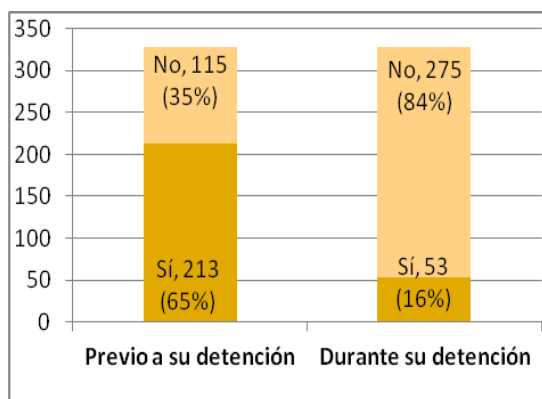 350
300
250
200
150
100
50
0
No, 115
(35%)
Sí, 213
(65%)
No, 275
(84%)
Sí, 53
(16%)
Previo a su detención
Durante su detención